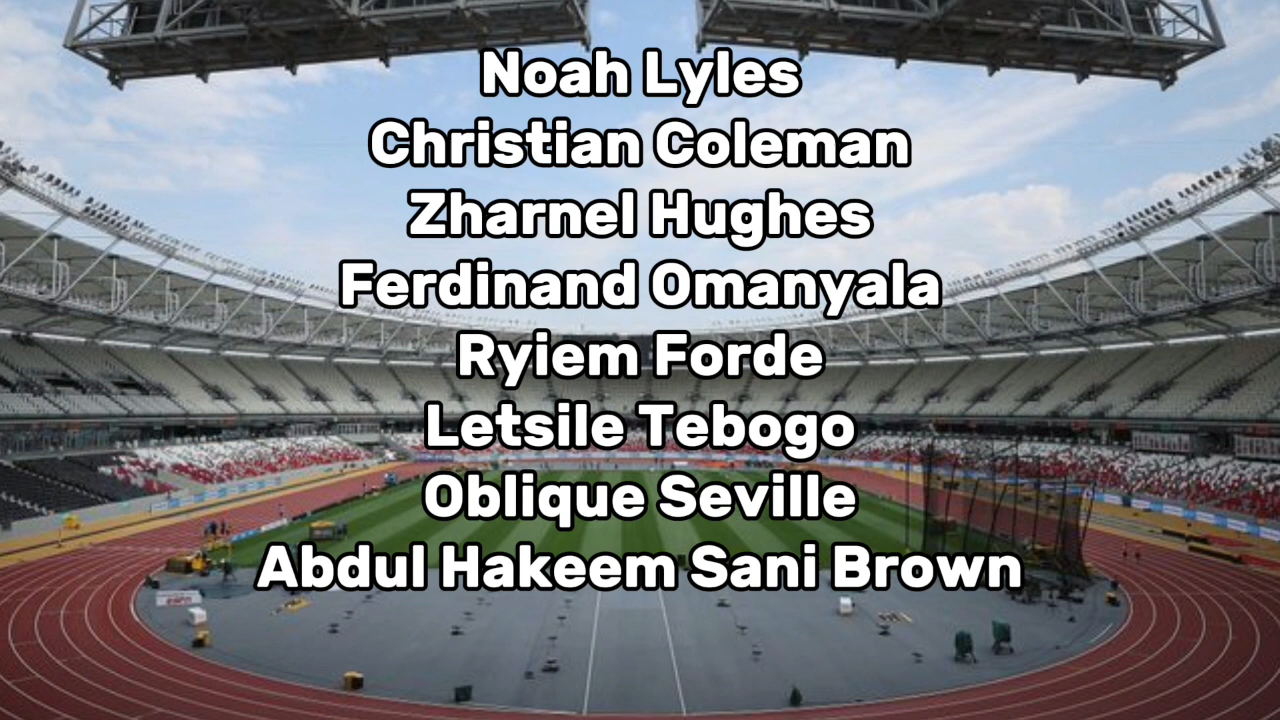 Noah Lyles
Christian Coleman
Zharnel Hughes
Ferdinand Omanyala
Ryiem Forde
Letsile Tebogo
Oblique Seville
Abdul Hakeem Sani Brown